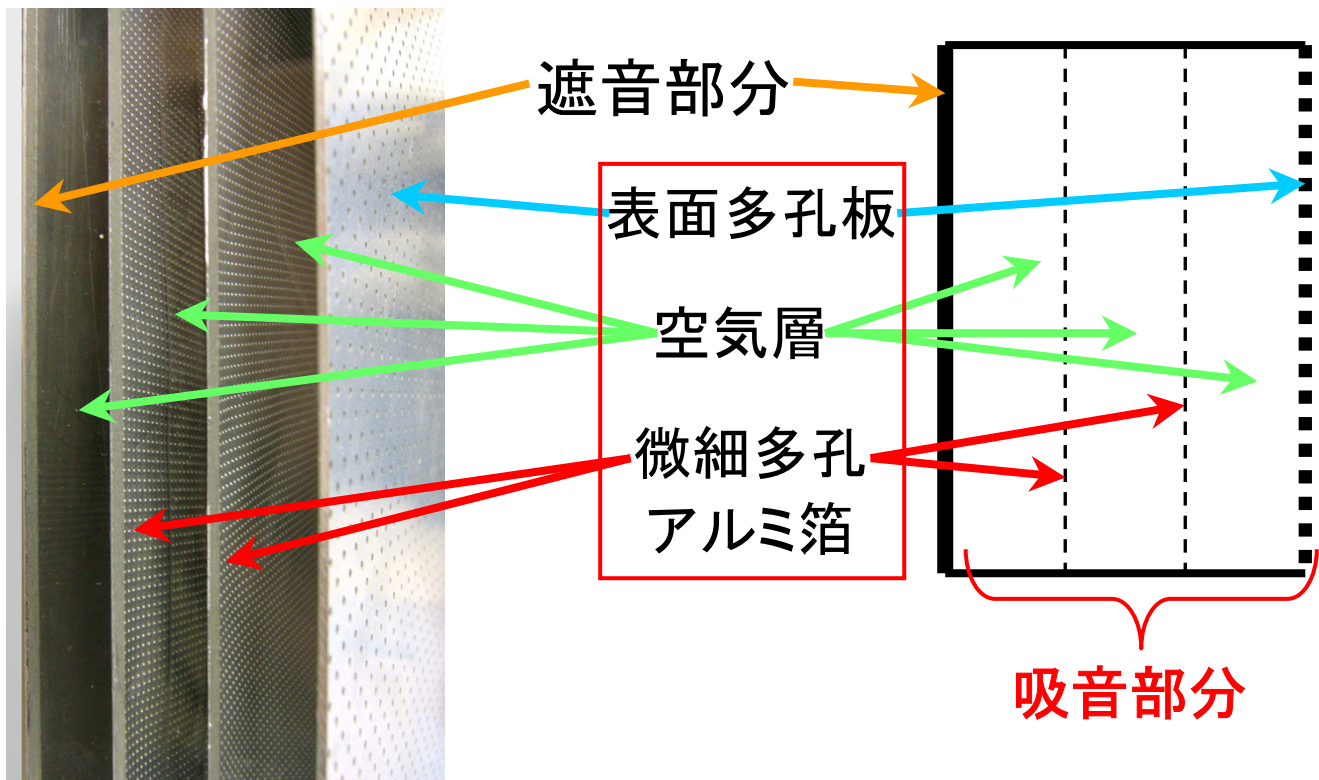 遮音部分
表面多孔板
空気層
微細多孔
アルミ箔
吸音部分